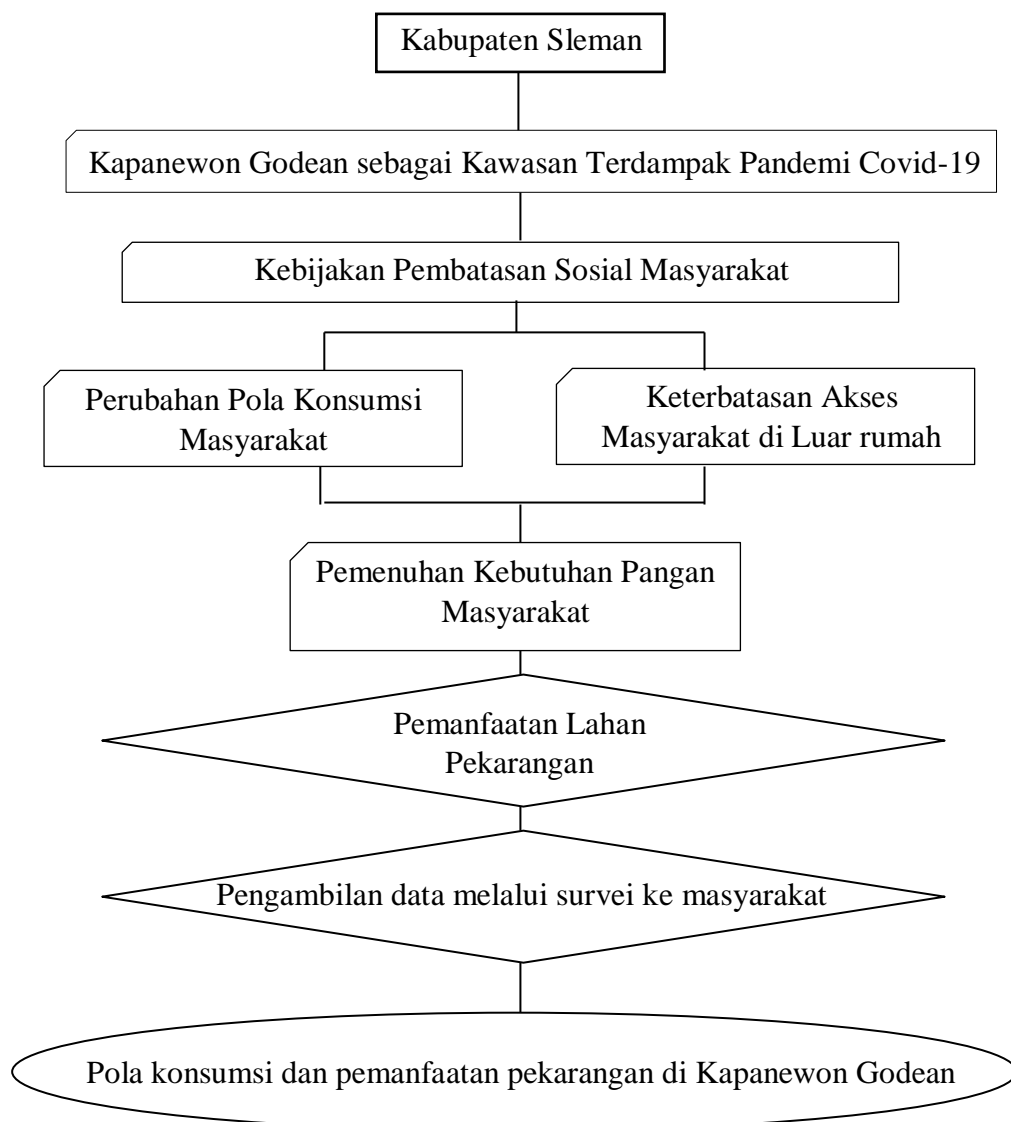 Kabupaten Sleman
Kapanewon Godean sebagai Kawasan Terdampak Pandemi Covid-19
Kebijakan Pembatasan Sosial Masyarakat
Perubahan Pola Konsumsi
Masyarakat
Keterbatasan Akses
Masyarakat di Luar rumah
Pemenuhan Kebutuhan Pangan
Masyarakat
Pemanfaatan Lahan
Pekarangan
Pengambilan data melalui survei ke masyarakat
Pola konsumsi dan pemanfaatan pekarangan di Kapanewon Godean